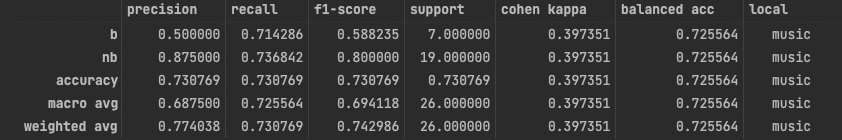 precision recall f1-score support cohen kappa balanced acc local
b 0.500000 0.714286 0.588235 7.000000 0.397351 0.725564 music
nb 0.875000 0.736842 0.800000 19.000000 0.397351 0.725564 music
accuracy 0.730769 0.730769 0.730769 0.730769 0.397351 0.725564 music
macro avg 0.687500 0.725564 0.694118 26.000000 0.397351 0.725564 music
weighted avg 0.774038 0.730769 0.742986 26.000000 0.397351 0.725564 music